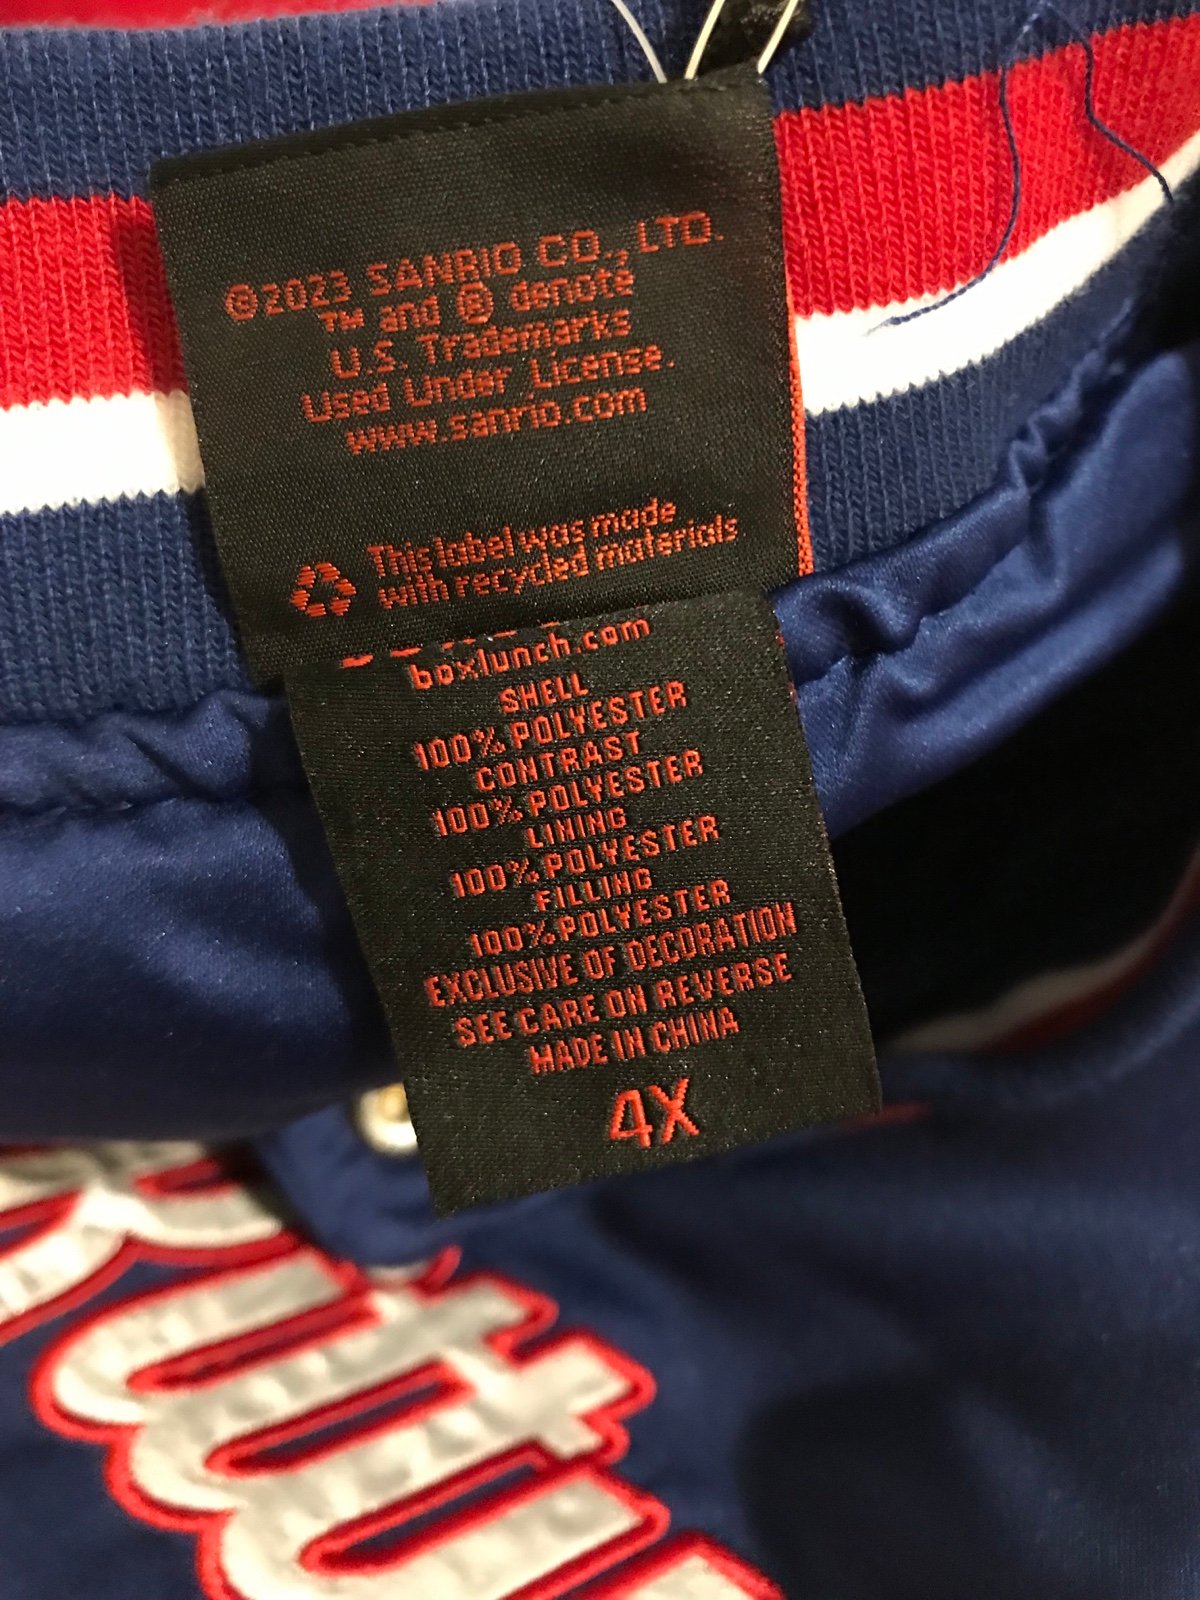 ©2023 SANRIO CO., LTD.
™ and ® denote
U.S. Trademarks
Used Under License.
www.sanrio.com
This label was made
with recycled materials
boxlunch.com
SHELL
100% POLYESTER
CONTRAST
100% POLYESTER
LINING
100% POLYESTER
FILLING
100% POLYESTER
EXCLUSIVE OF DECORATION
SEE CARE ON REVERSE
MADE IN CHINA
4X